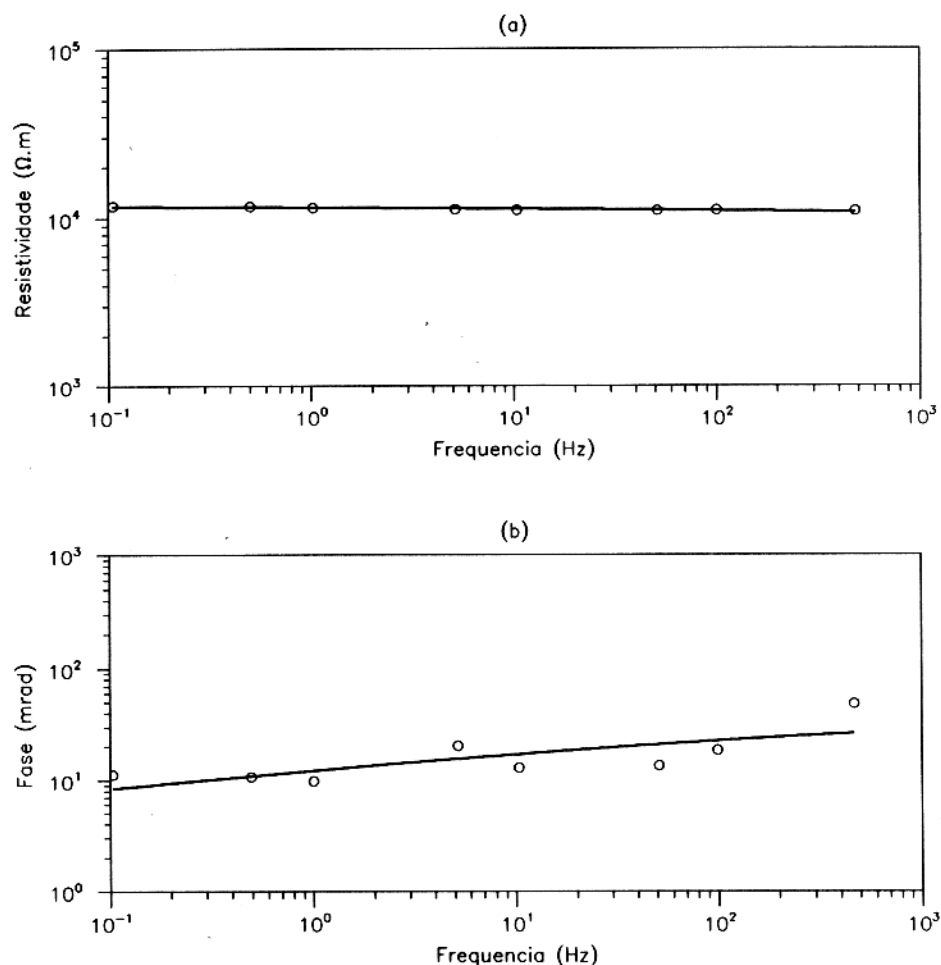 (a)
Resistividade (Ω.m)
10⁵
10⁴
10³
10⁻¹ 10⁰ 10¹ 10² 10³
Frequencia (Hz)
(b)
Fase (mrad)
10³
10²
10¹
10⁰
10⁻¹ 10⁰ 10¹ 10² 10³
Frequencia (Hz)